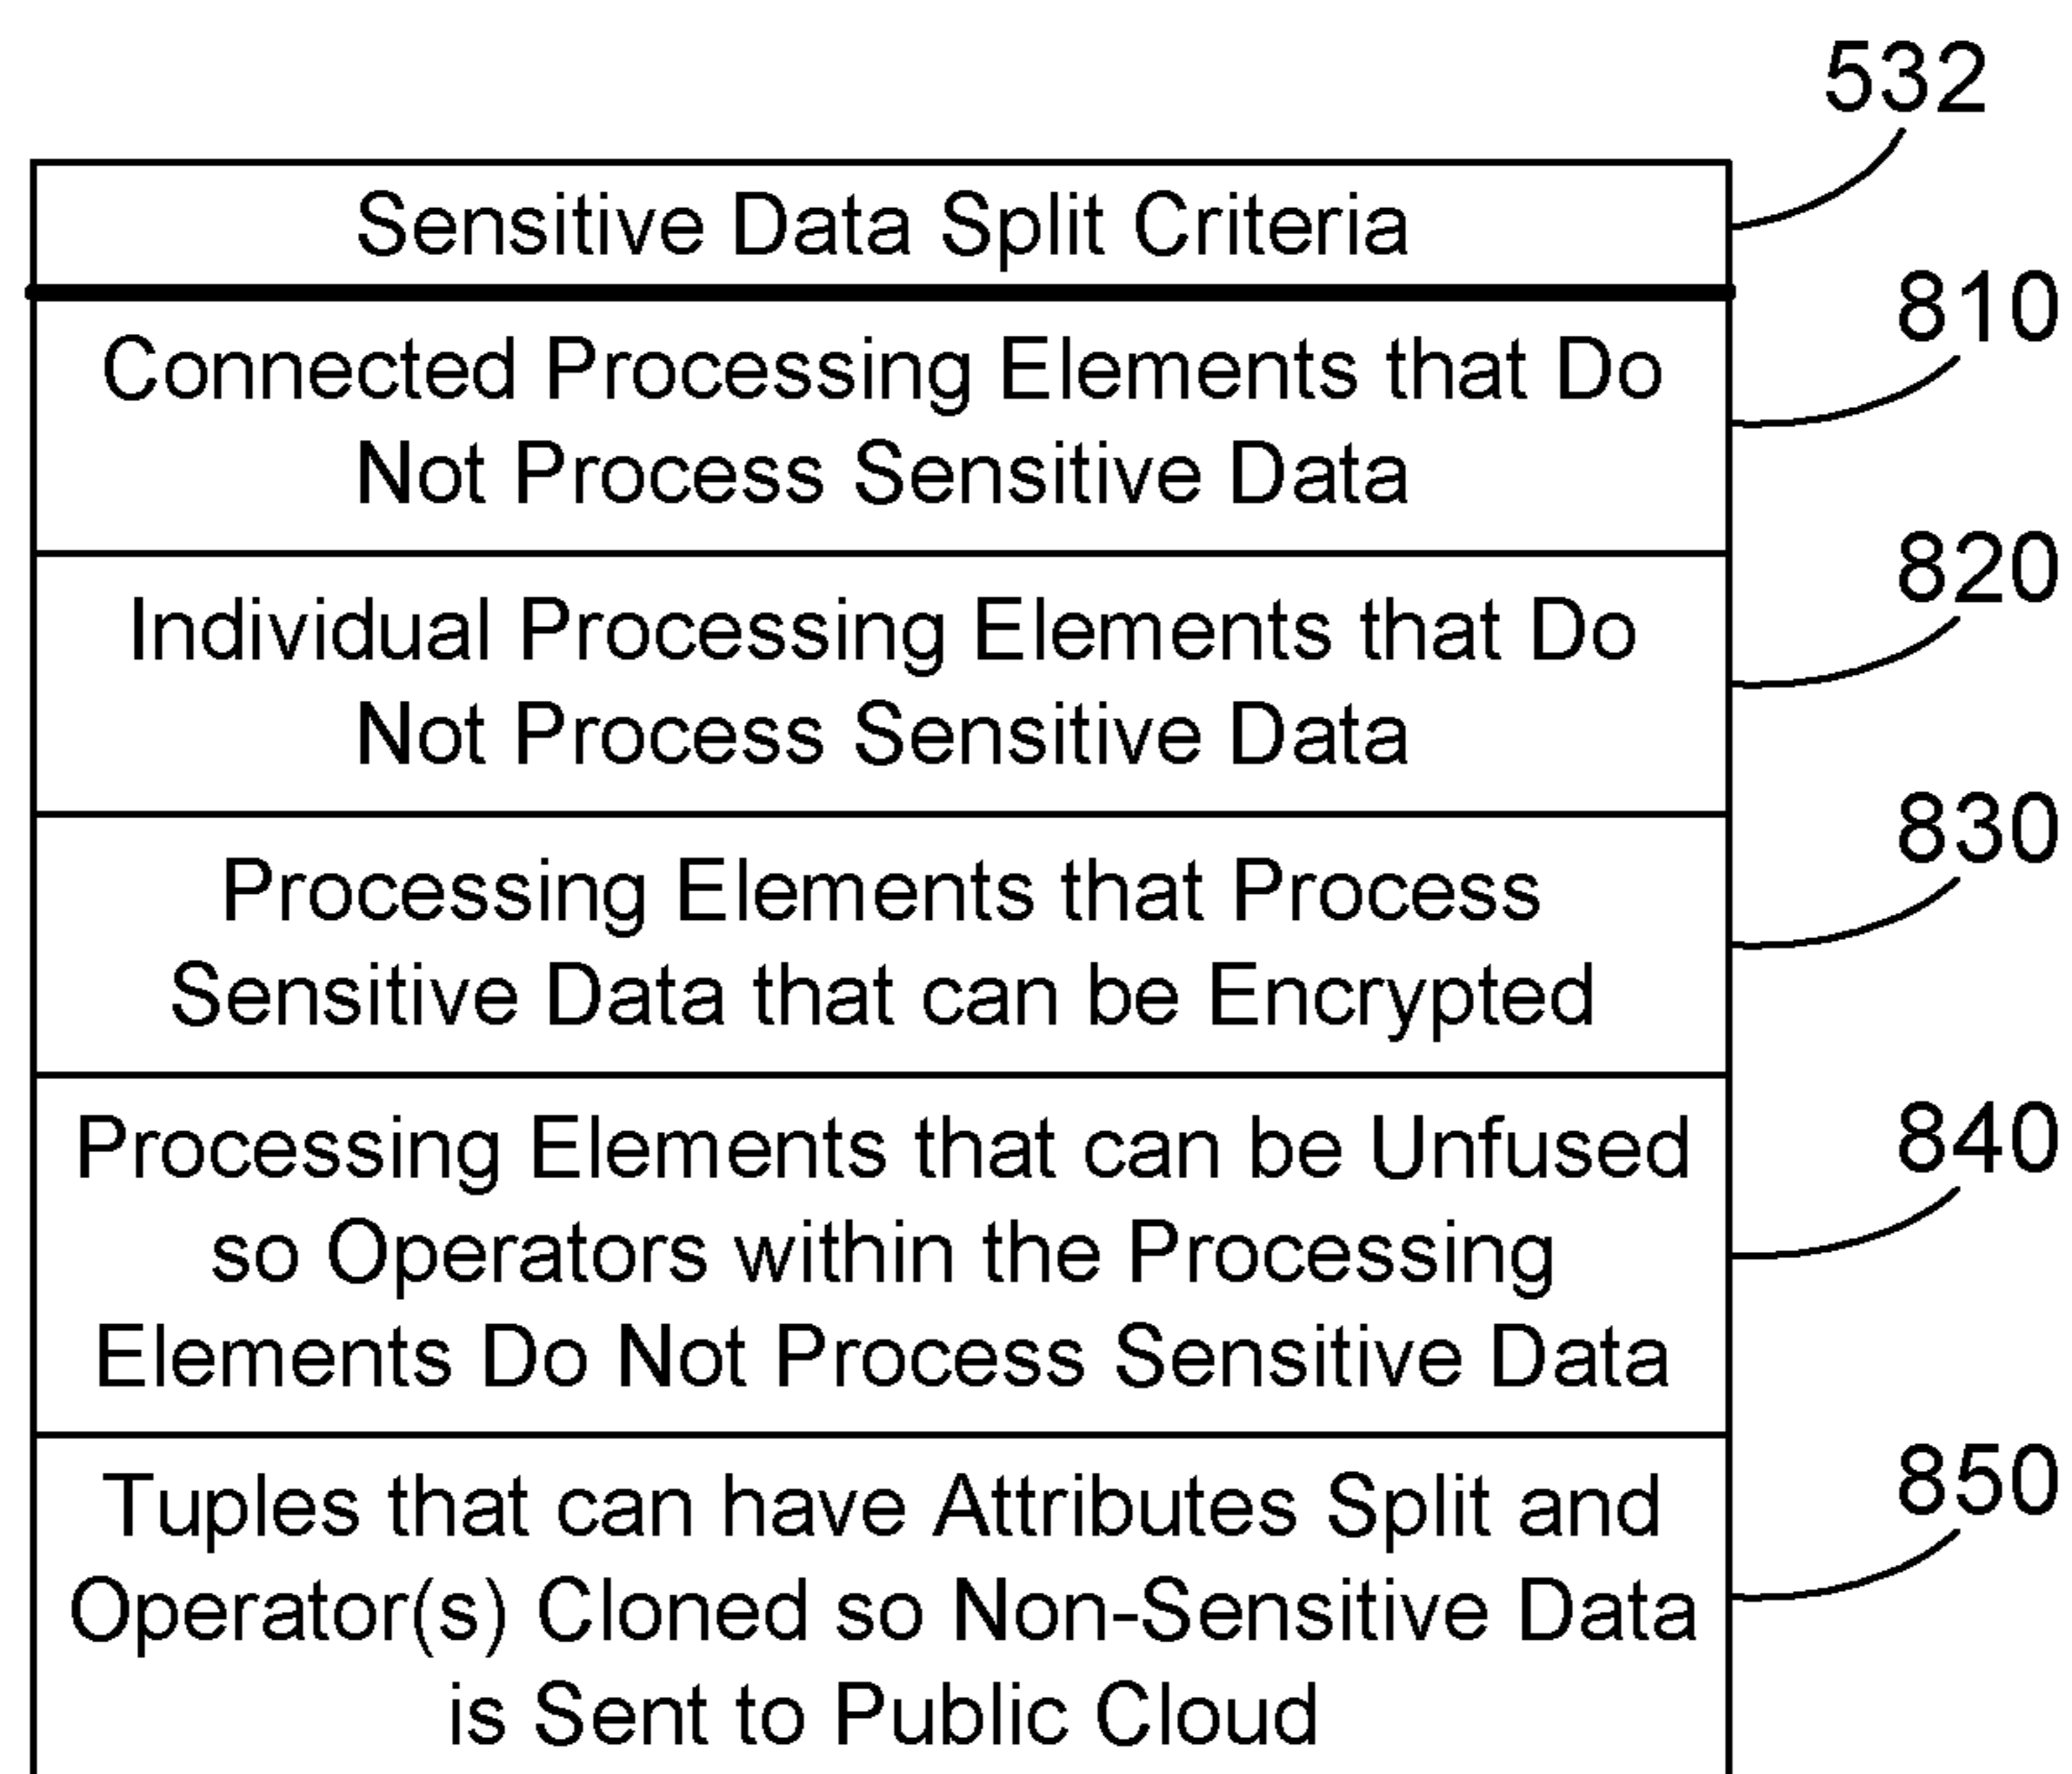 532
Sensitive Data Split Criteria
810
Connected Processing Elements that Do
Not Process Sensitive Data
820
Individual Processing Elements that Do
Not Process Sensitive Data
830
Processing Elements that Process
Sensitive Data that can be Encrypted
840
Processing Elements that can be Unfused
so Operators within the Processing
Elements Do Not Process Sensitive Data
850
Tuples that can have Attributes Split and
Operator(s) Cloned so Non-Sensitive Data
is Sent to Public Cloud